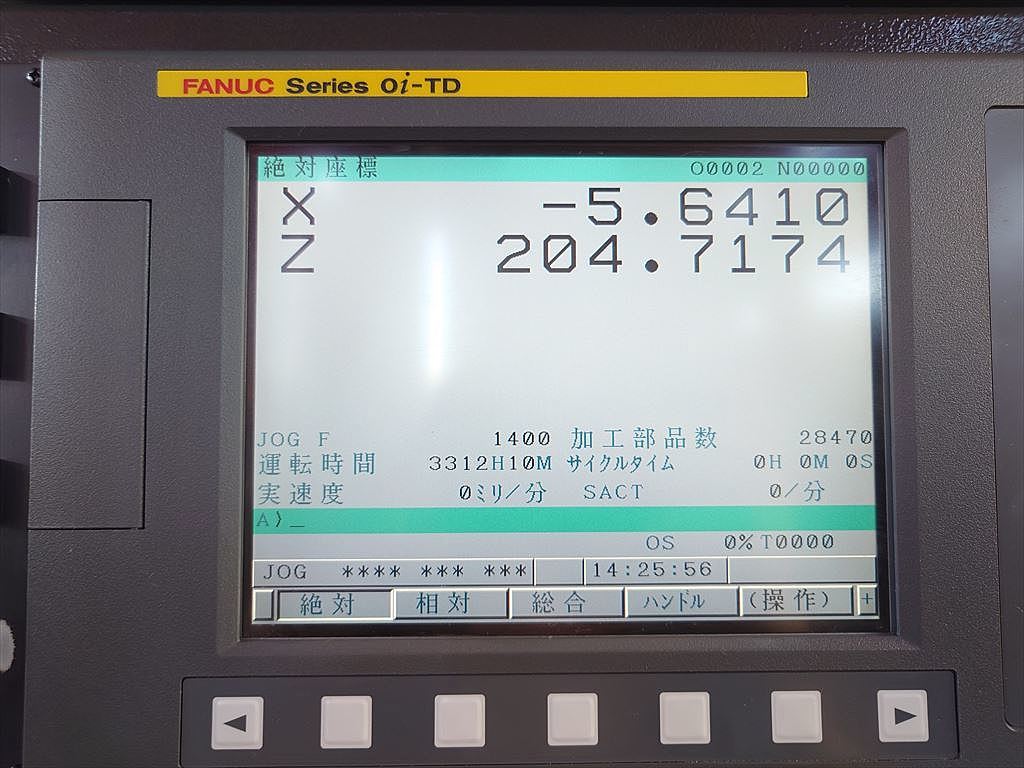 FANUC Series 0i-TD
絶対座標 O0002 N00000
X -5.6410
Z 204.7174
JOG F 1400 加工部品数 28470
運転時間 3312H10M サイクルタイム 0H 0M 0S
実速度 0ミリ/分 SACT 0/分
A>_
OS 0% T0000
JOG **** *** *** 14:25:56
絶対 相対 総合 ハンドル (操作) +